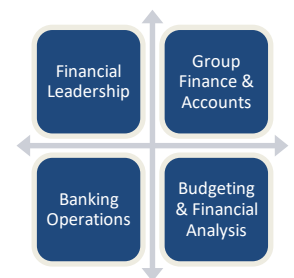 Financial
Leadership
Group
Finance &
Accounts
Banking
Operations
Budgeting
& Financial
Analysis